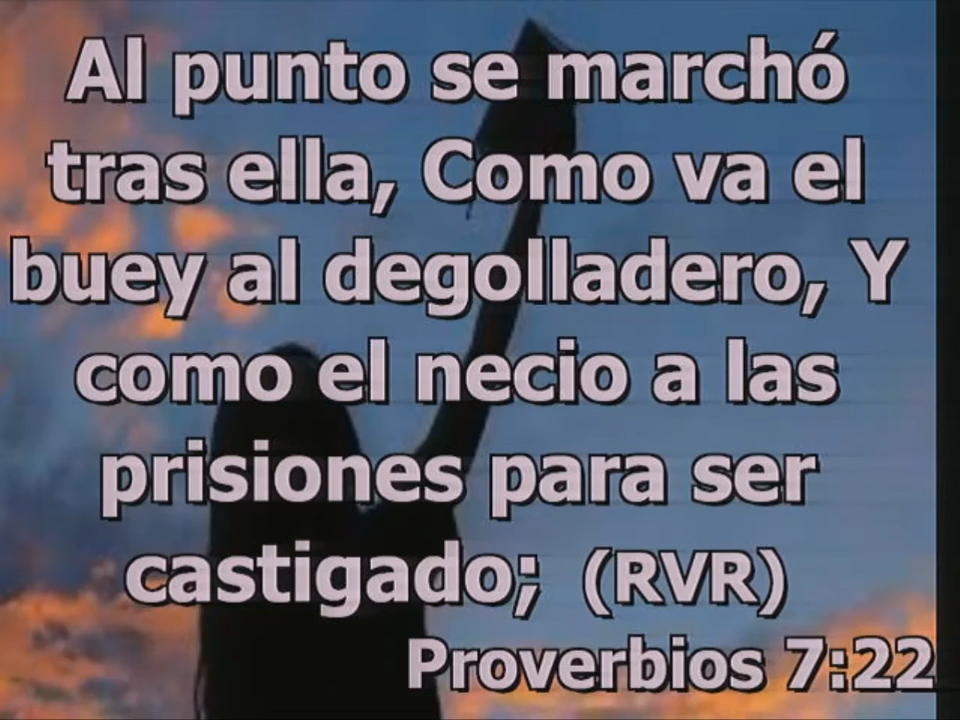 Al punto se marchó
tras ella, Como va el
buey al degolladero, Y
como el necio a las
prisiones para ser
castigado; (RVR)
Proverbios 7:22